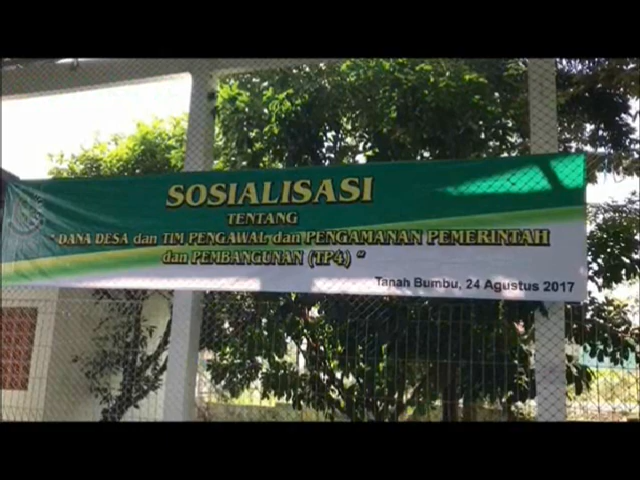 SOSIALISASI
TENTANG
" DANA DESA dan TIM PENGAWAL dan PENGAMANAN PEMERINTAH
dan PEMBANGUNAN (TP4) "
Tanah Bumbu, 24 Agustus 2017